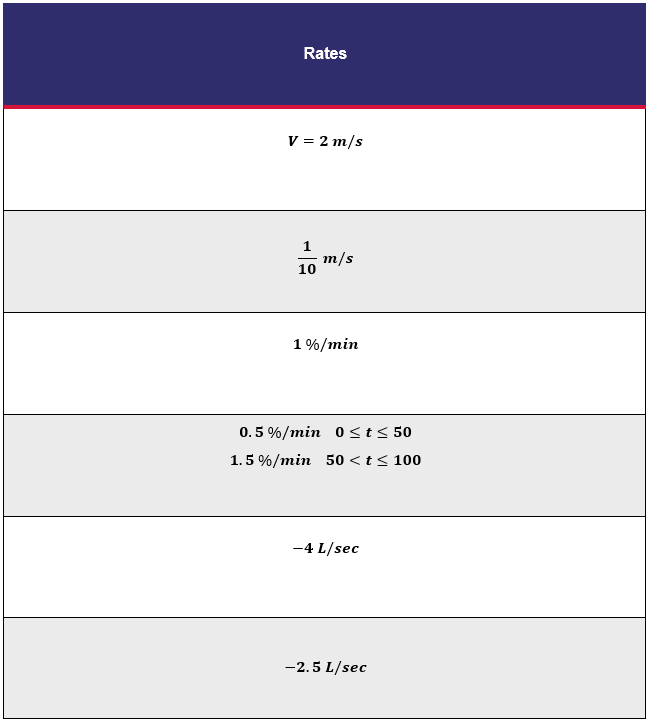 Rates
V = 2 m/s
1/10 m/s
1 %/min
0.5 %/min 0 ≤ t ≤ 50
1.5 %/min 50 < t ≤ 100
−4 L/sec
−2.5 L/sec